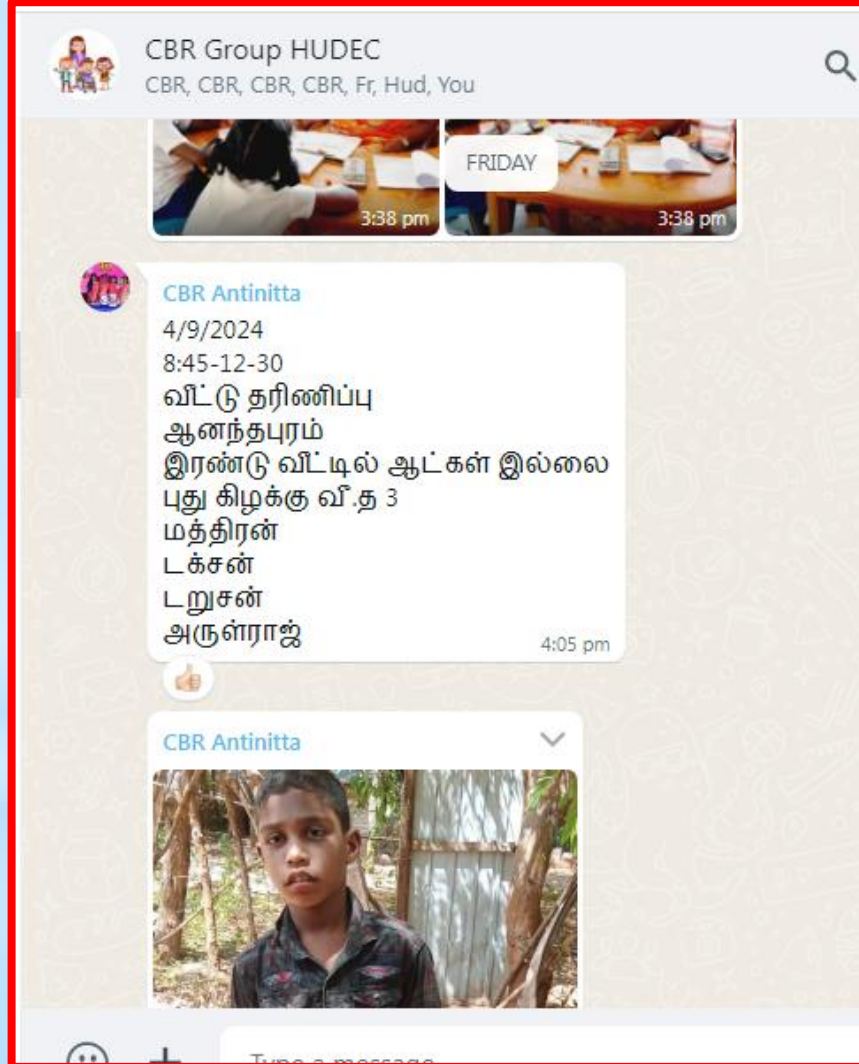 CBR Group HUDEC
CBR, CBR, CBR, CBR, Fr, Hud, You
FRIDAY
3:38 pm
3:38 pm
CBR Antinitta
4/9/2024
8:45-12-30
வீட்டு தரிணிப்பு
ஆனந்தபுரம்
இரண்டு வீட்டில் ஆட்கள் இல்லை
புது கிழக்கு வீ.த 3
மத்திரன்
டக்சன்
டறுசன்
அருள்ராஜ்
4:05 pm
CBR Antinitta
Type a message